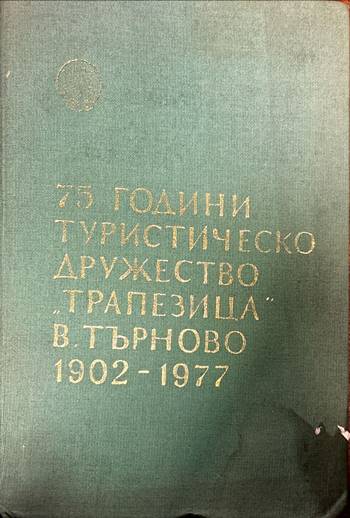 75 ГОДИНИ
ТУРИСТИЧЕСКО
ДРУЖЕСТВО
„ТРАПЕЗИЦА"
В. ТЪРНОВО
1902 - 1977